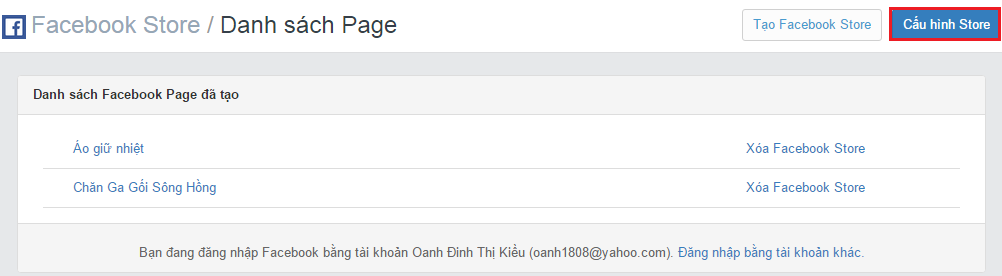 Facebook Store / Danh sách Page
Tạo Facebook Store
Cấu hình Store
Danh sách Facebook Page đã tạo
Áo giữ nhiệt
Xóa Facebook Store
Chăn Ga Gối Sông Hồng
Xóa Facebook Store
Bạn đang đăng nhập Facebook bằng tài khoản Oanh Đinh Thị Kiều (oanh1808@yahoo.com). Đăng nhập bằng tài khoản khác.